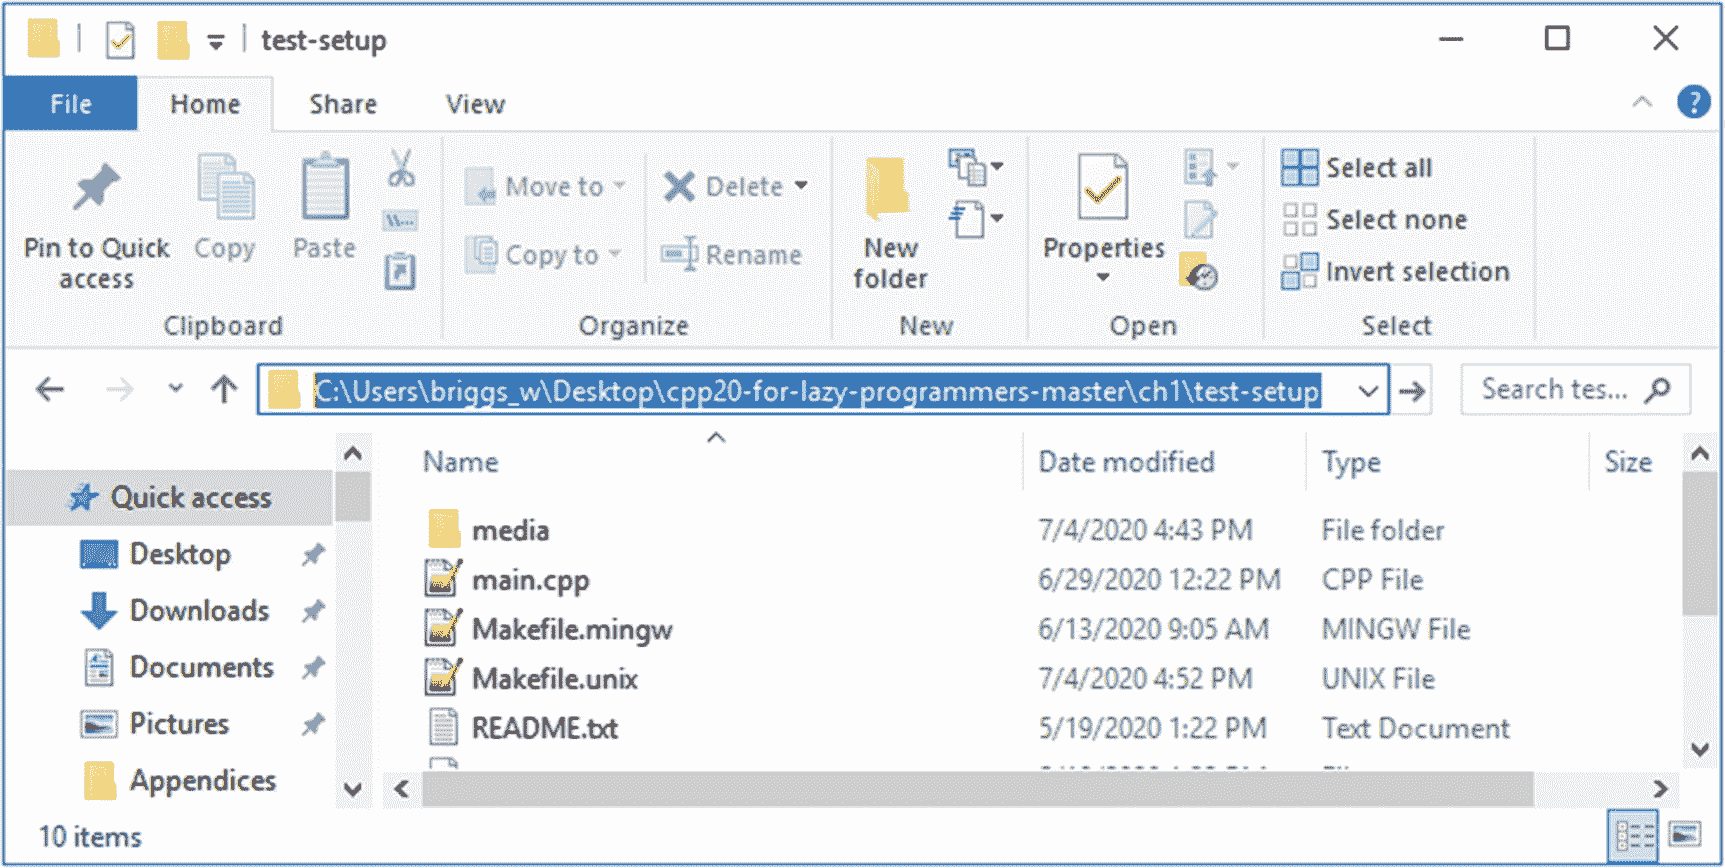 test-setup
File Home Share View
?
Move to Delete Select all
Select none
Pin to Quick access Copy Paste Copy to Rename New folder Properties Invert selection
Clipboard Organize New Open Select
C:\Users\briggs_w\Desktop\cpp20-for-lazy-programmers-master\ch1\test-setup Search tes...
Name Date modified Type Size
Quick access
Desktop
Downloads
Documents
Pictures
Appendices
media 7/4/2020 4:43 PM File folder
main.cpp 6/29/2020 12:22 PM CPP File
Makefile.mingw 6/13/2020 9:05 AM MINGW File
Makefile.unix 7/4/2020 4:52 PM UNIX File
README.txt 5/19/2020 1:22 PM Text Document
10 items